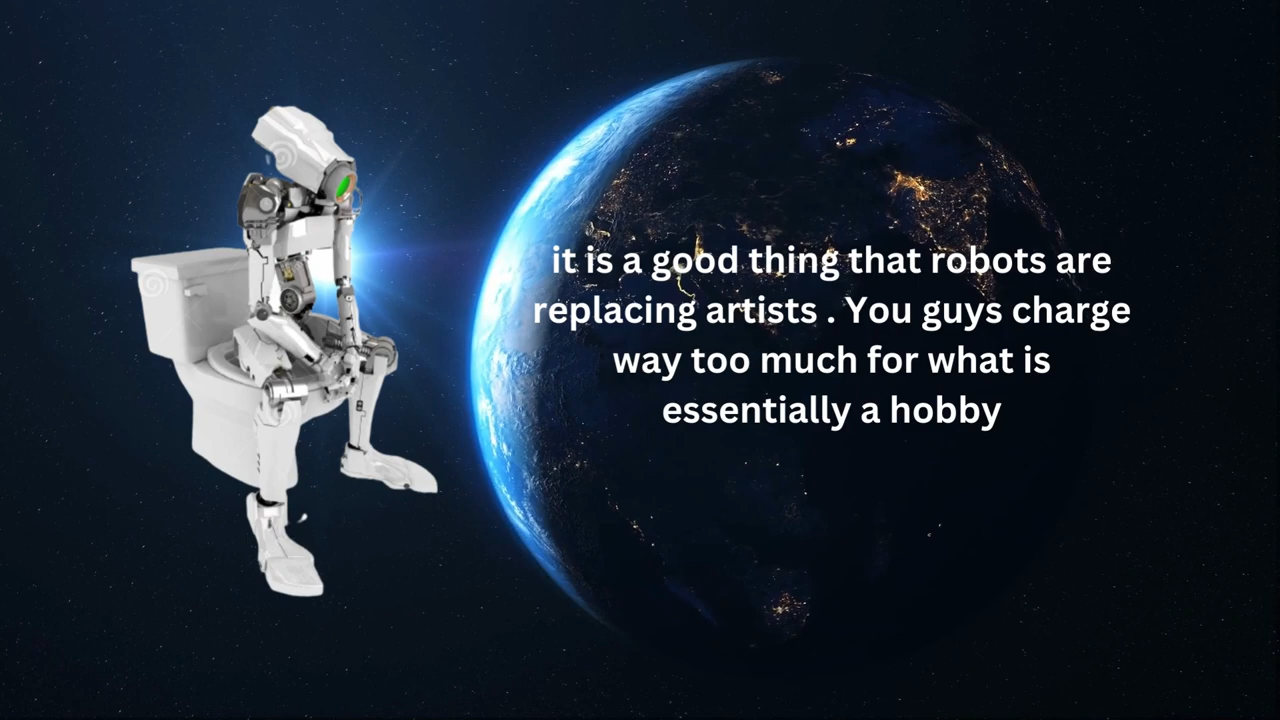 it is a good thing that robots are
replacing artists . You guys charge
way too much for what is
essentially a hobby